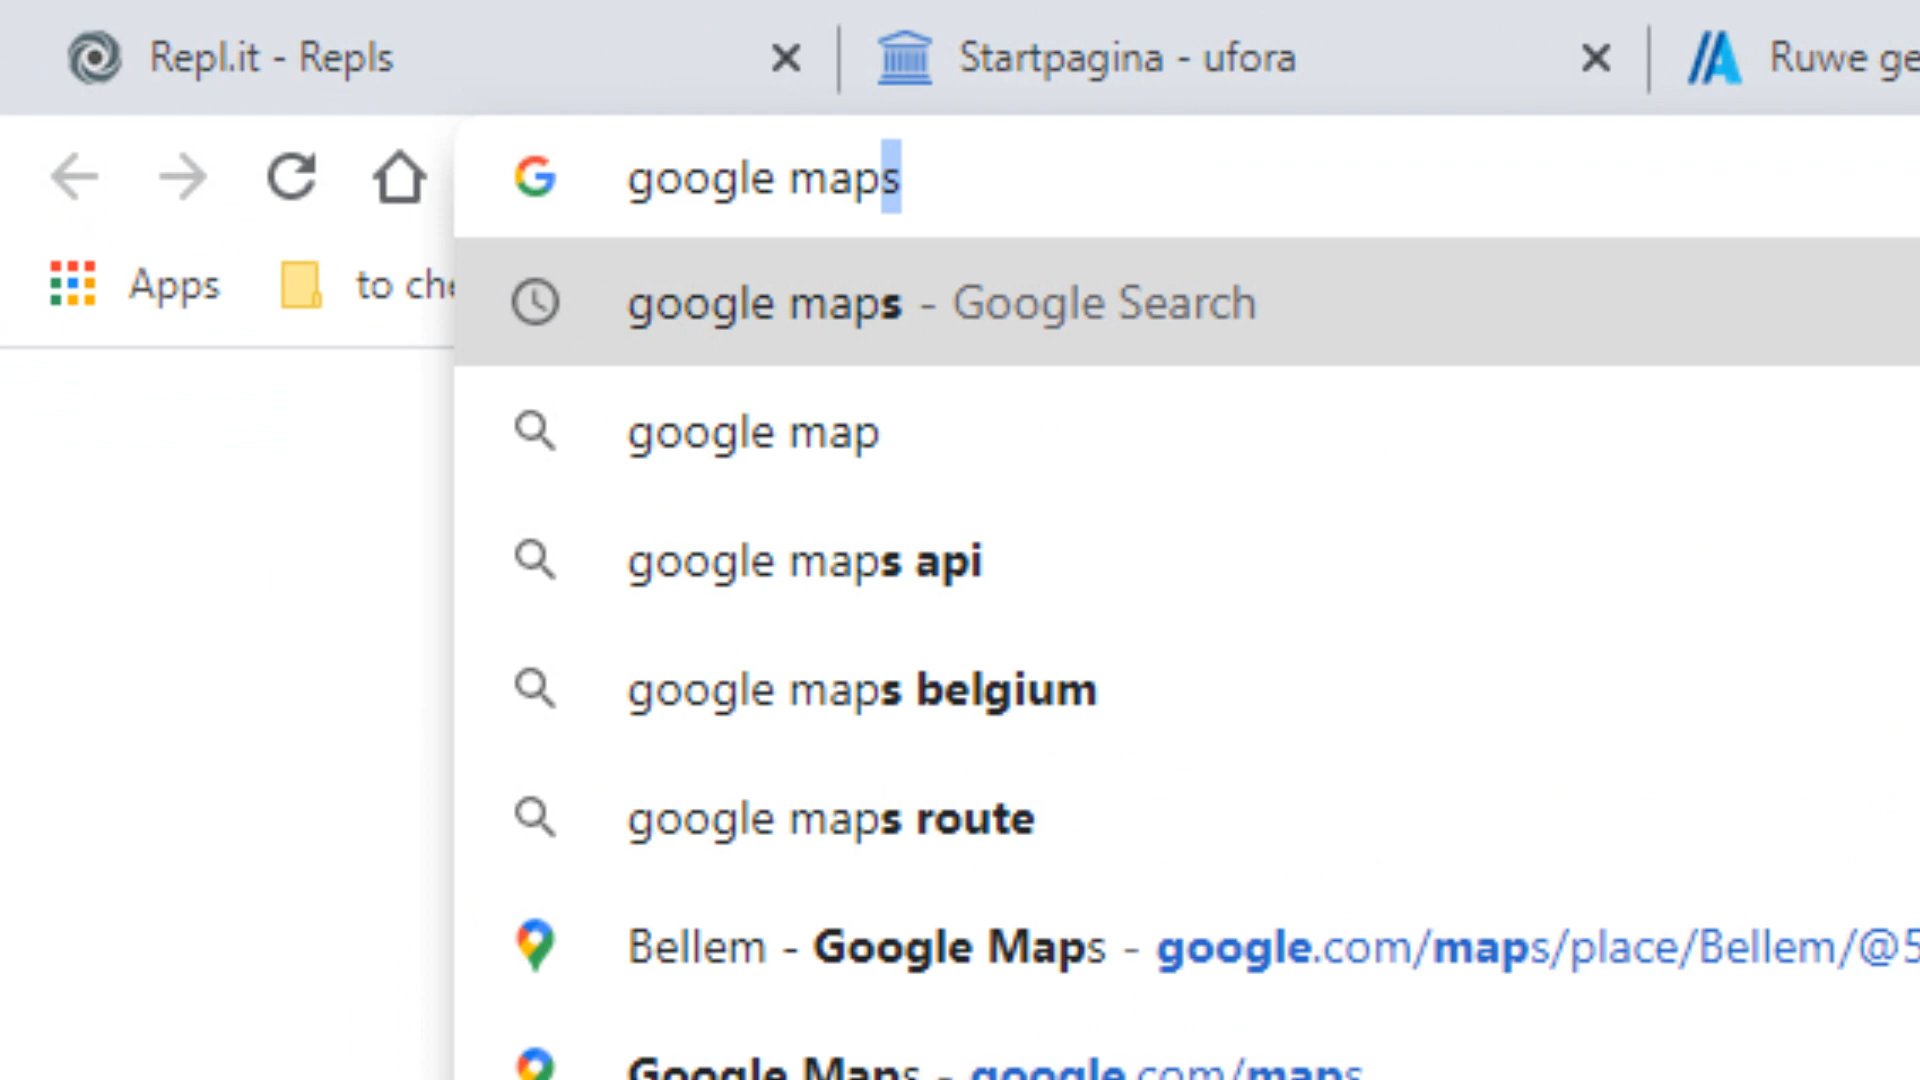 Repl.it - Repls
Startpagina - ufora
Ruwe ge
google maps
Apps
to che
google maps - Google Search
google map
google maps api
google maps belgium
google maps route
Bellem - Google Maps - google.com/maps/place/Bellem/@5
Google Maps - google.com/maps